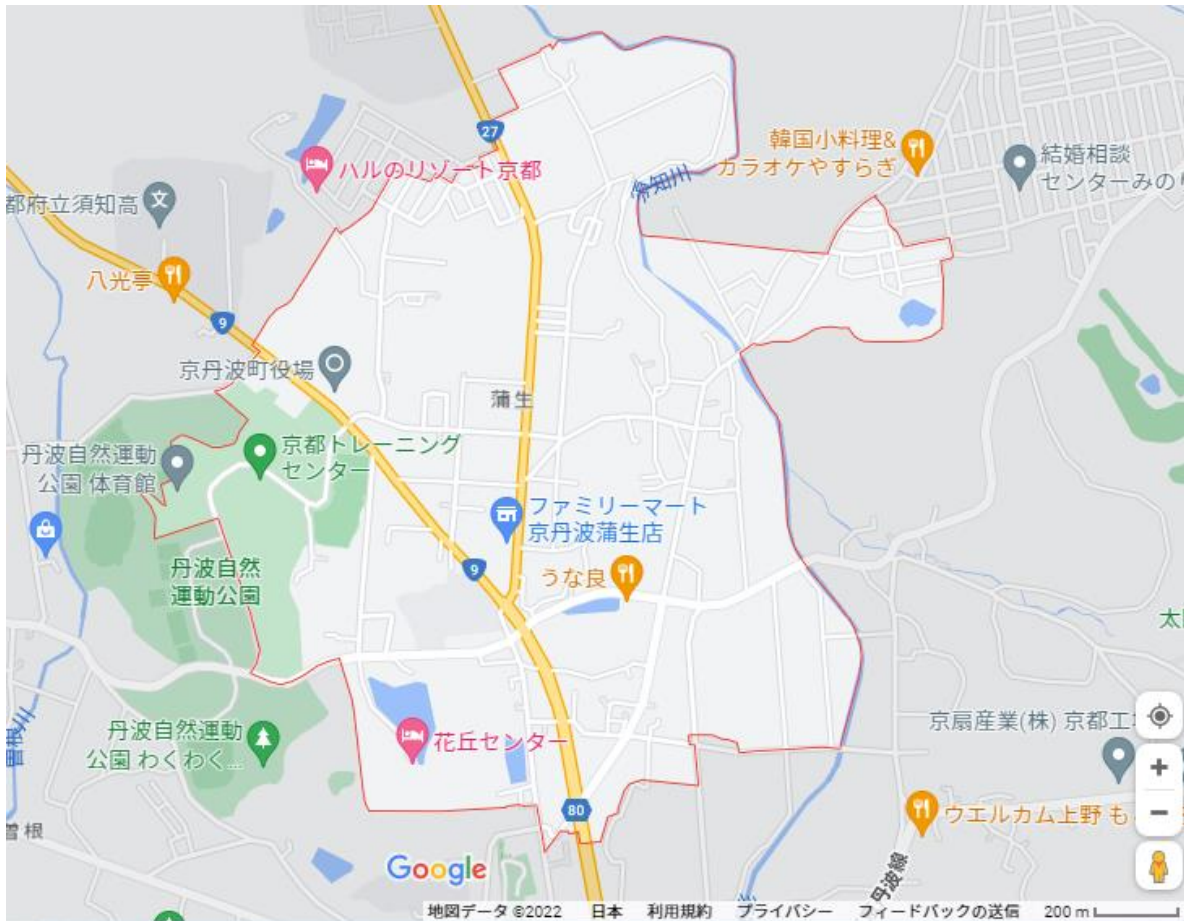 27
韓国小料理&
カラオケやすらぎ
結婚相談
センターみのり
ハルのリゾート京都
都府立須知高
八光亭
9
京丹波町役場
蒲生
丹波自然運動
公園 体育館
京都トレーニング
センター
ファミリーマート
京丹波蒲生店
丹波自然
運動公園
9
うな良
太
丹波自然運動
公園 わくわく...
曽根川
花丘センター
京扇産業(株) 京都工
80
ウエルカム上野 も
曽根
丹波線
Google
地図データ ©2022 日本 利用規約 プライバシー フィードバックの送信 200 m